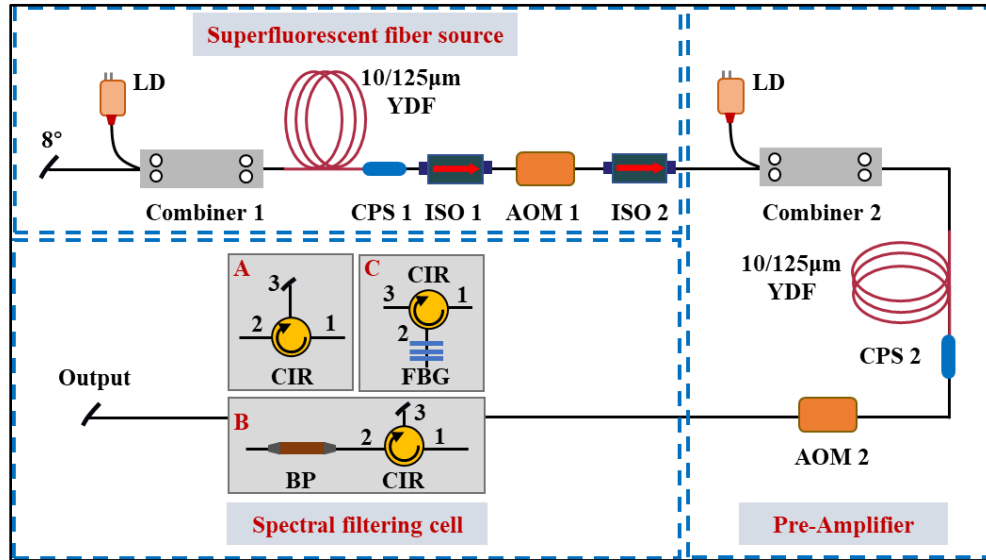 Superfluorescent fiber source
LD
10/125μm
YDF
8°
Combiner 1
CPS 1
ISO 1
AOM 1
ISO 2
LD
Combiner 2
10/125μm
YDF
CPS 2
AOM 2
Pre-Amplifier
A
3
2
1
CIR
C
CIR
3
1
2
FBG
Output
B
3
2
1
BP
CIR
Spectral filtering cell